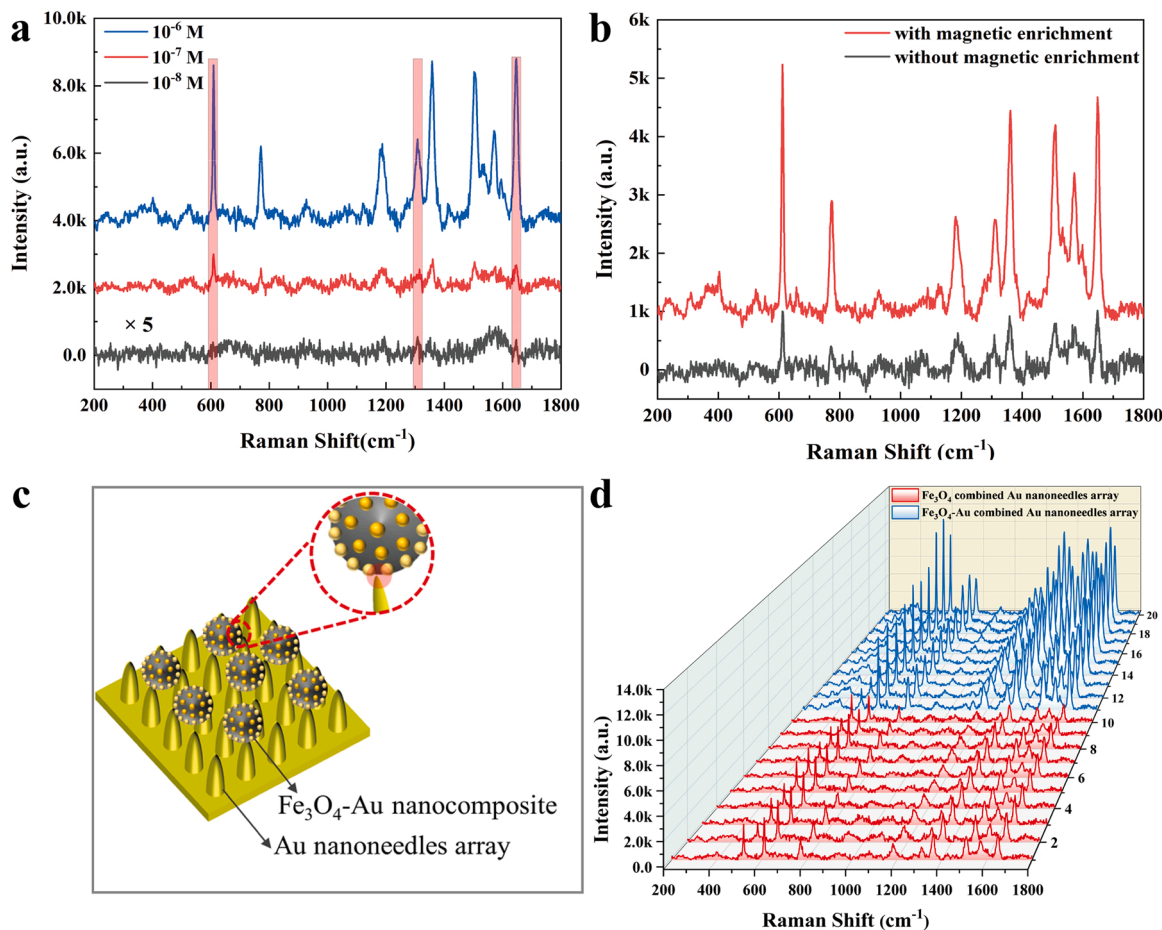 a
10.0k
8.0k
6.0k
4.0k
2.0k
0.0
10⁻⁶ M
10⁻⁷ M
10⁻⁸ M
× 5
200 400 600 800 1000 1200 1400 1600 1800
Raman Shift(cm⁻¹)
Intensity (a.u.)
b
6k
5k
4k
3k
2k
1k
0
with magnetic enrichment
without magnetic enrichment
200 400 600 800 1000 1200 1400 1600 1800
Raman Shift (cm⁻¹)
Intensity (a.u.)
c
Fe₃O₄-Au nanocomposite
Au nanoneedles array
d
Fe₃O₄ combined Au nanoneedles array
Fe₃O₄-Au combined Au nanoneedles array
14.0k
12.0k
10.0k
8.0k
6.0k
4.0k
2.0k
0.0
20
18
16
14
12
10
8
6
4
2
200 400 600 800 1000 1200 1400 1600 1800
Raman Shift (cm⁻¹)
Intensity (a.u.)